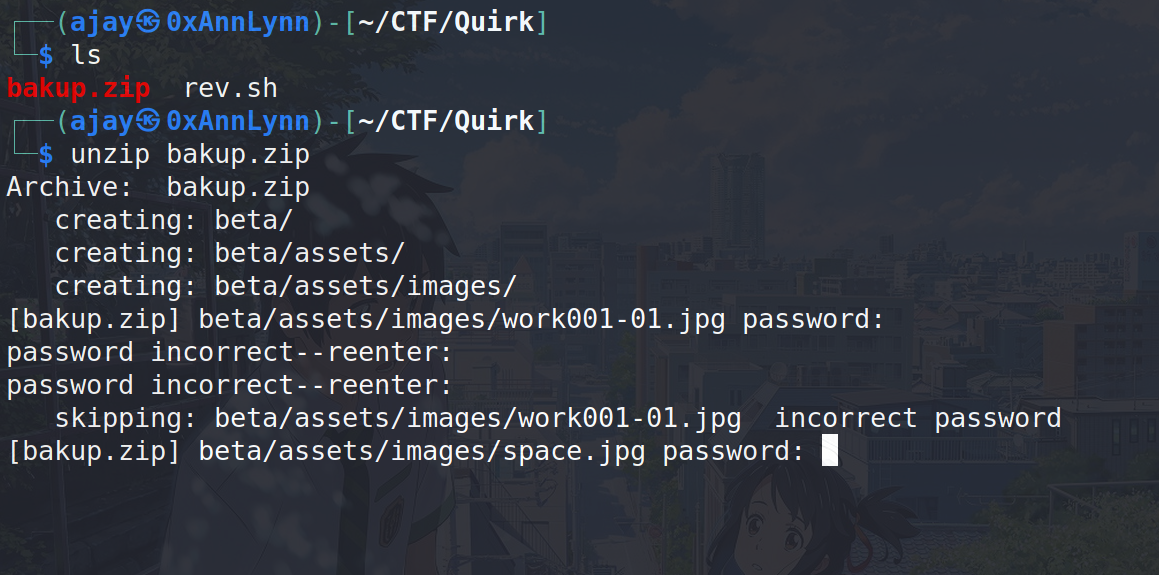 ┌──(ajay㉿0xAnnLynn)-[~/CTF/Quirk]
└─$ ls
bakup.zip  rev.sh
┌──(ajay㉿0xAnnLynn)-[~/CTF/Quirk]
└─$ unzip bakup.zip
Archive:  bakup.zip
   creating: beta/
   creating: beta/assets/
   creating: beta/assets/images/
[bakup.zip] beta/assets/images/work001-01.jpg password:
password incorrect--reenter:
password incorrect--reenter:
   skipping: beta/assets/images/work001-01.jpg  incorrect password
[bakup.zip] beta/assets/images/space.jpg password: